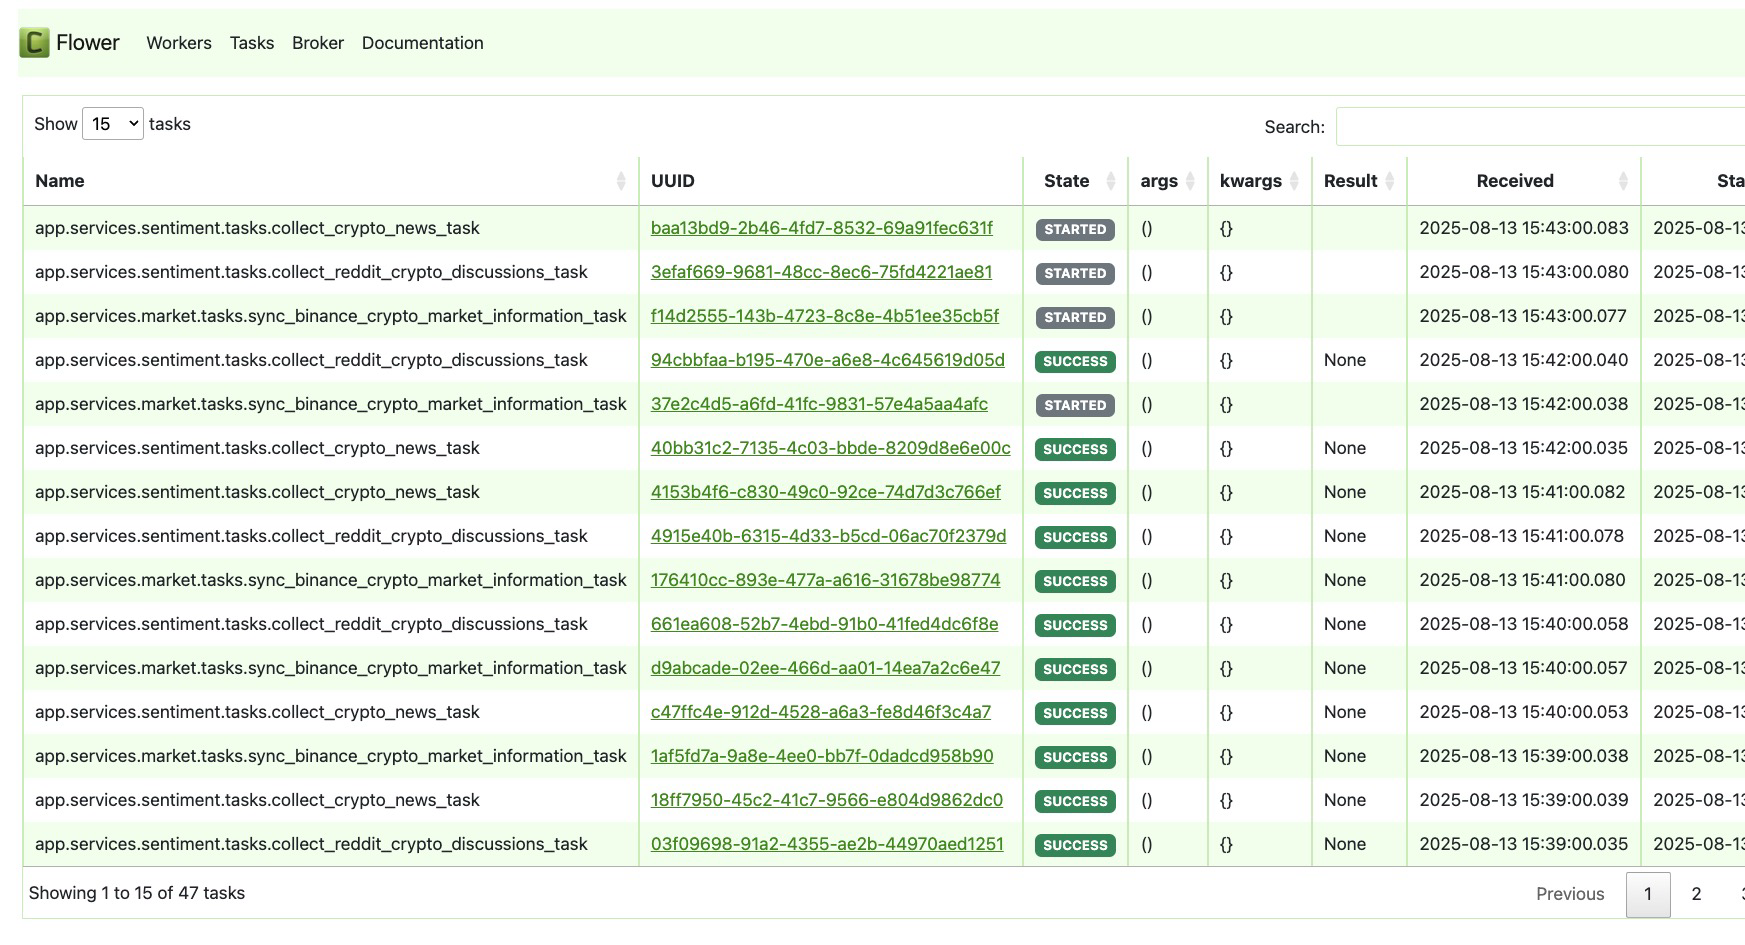 C Flower Workers Tasks Broker Documentation
Show 15 tasks Search:
Name UUID State args kwargs Result Received Sta
app.services.sentiment.tasks.collect_crypto_news_task baa13bd9-2b46-4fd7-8532-69a91fec631f STARTED () {} 2025-08-13 15:43:00.083 2025-08-13
app.services.sentiment.tasks.collect_reddit_crypto_discussions_task 3efaf669-9681-48cc-8ec6-75fd4221ae81 STARTED () {} 2025-08-13 15:43:00.080 2025-08-13
app.services.market.tasks.sync_binance_crypto_market_information_task f14d2555-143b-4723-8c8e-4b51ee35cb5f STARTED () {} 2025-08-13 15:43:00.077 2025-08-13
app.services.sentiment.tasks.collect_reddit_crypto_discussions_task 94cbbfaa-b195-470e-a6e8-4c645619d05d SUCCESS () {} None 2025-08-13 15:42:00.040 2025-08-13
app.services.market.tasks.sync_binance_crypto_market_information_task 37e2c4d5-a6fd-41fc-9831-57e4a5aa4afc STARTED () {} 2025-08-13 15:42:00.038 2025-08-13
app.services.sentiment.tasks.collect_crypto_news_task 40bb31c2-7135-4c03-bbde-8209d8e6e00c SUCCESS () {} None 2025-08-13 15:42:00.035 2025-08-13
app.services.sentiment.tasks.collect_crypto_news_task 4153b4f6-c830-49c0-92ce-74d7d3c766ef SUCCESS () {} None 2025-08-13 15:41:00.082 2025-08-13
app.services.sentiment.tasks.collect_reddit_crypto_discussions_task 4915e40b-6315-4d33-b5cd-06ac70f2379d SUCCESS () {} None 2025-08-13 15:41:00.078 2025-08-13
app.services.market.tasks.sync_binance_crypto_market_information_task 176410cc-893e-477a-a616-31678be98774 SUCCESS () {} None 2025-08-13 15:41:00.080 2025-08-13
app.services.sentiment.tasks.collect_reddit_crypto_discussions_task 661ea608-52b7-4ebd-91b0-41fed4dc6f8e SUCCESS () {} None 2025-08-13 15:40:00.058 2025-08-13
app.services.market.tasks.sync_binance_crypto_market_information_task d9abcade-02ee-466d-aa01-14ea7a2c6e47 SUCCESS () {} None 2025-08-13 15:40:00.057 2025-08-13
app.services.sentiment.tasks.collect_crypto_news_task c47ffc4e-912d-4528-a6a3-fe8d46f3c4a7 SUCCESS () {} None 2025-08-13 15:40:00.053 2025-08-13
app.services.market.tasks.sync_binance_crypto_market_information_task 1af5fd7a-9a8e-4ee0-bb7f-0dadcd958b90 SUCCESS () {} None 2025-08-13 15:39:00.038 2025-08-13
app.services.sentiment.tasks.collect_crypto_news_task 18ff7950-45c2-41c7-9566-e804d9862dc0 SUCCESS () {} None 2025-08-13 15:39:00.039 2025-08-13
app.services.sentiment.tasks.collect_reddit_crypto_discussions_task 03f09698-91a2-4355-ae2b-44970aed1251 SUCCESS () {} None 2025-08-13 15:39:00.035 2025-08-13
Showing 1 to 15 of 47 tasks Previous 1 2 3